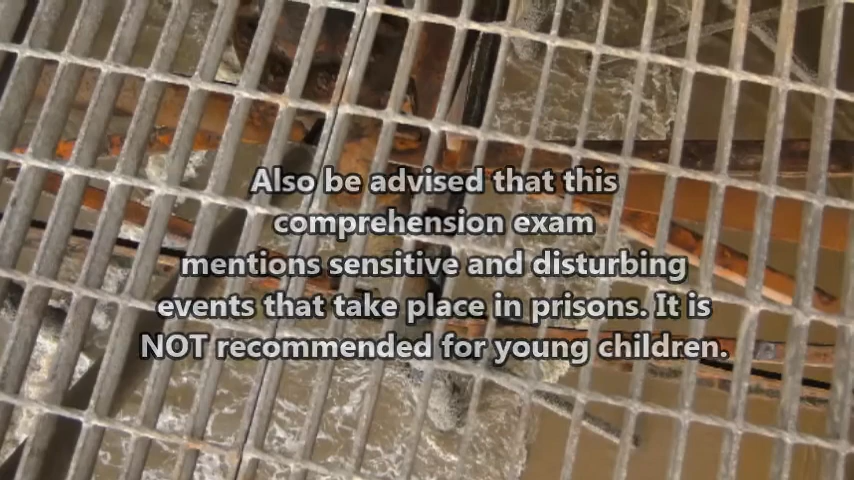 Also be advised that this
comprehension exam
mentions sensitive and disturbing
events that take place in prisons. It is
NOT recommended for young children.